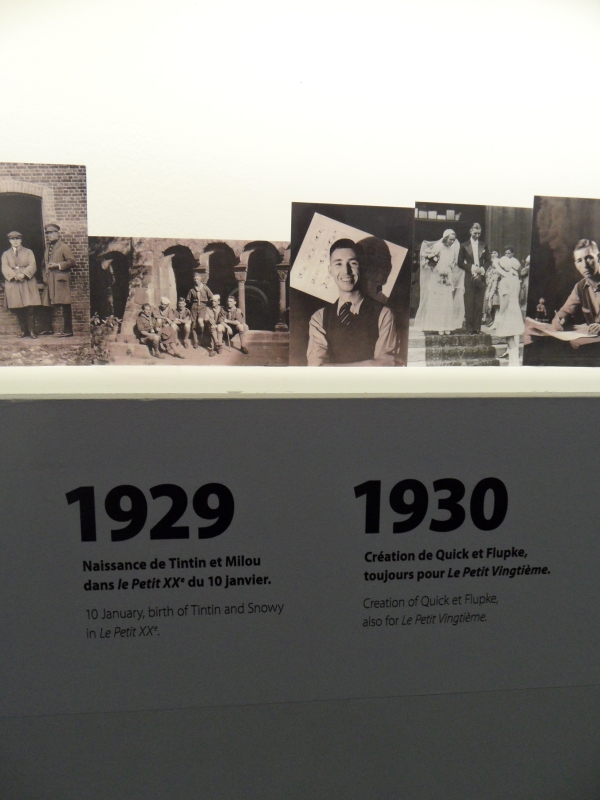 1929
Naissance de Tintin et Milou
dans le Petit XXe du 10 janvier.
10 January, birth of Tintin and Snowy
in Le Petit XXe.
1930
Création de Quick et Flupke,
toujours pour Le Petit Vingtième.
Creation of Quick et Flupke,
also for Le Petit Vingtième.